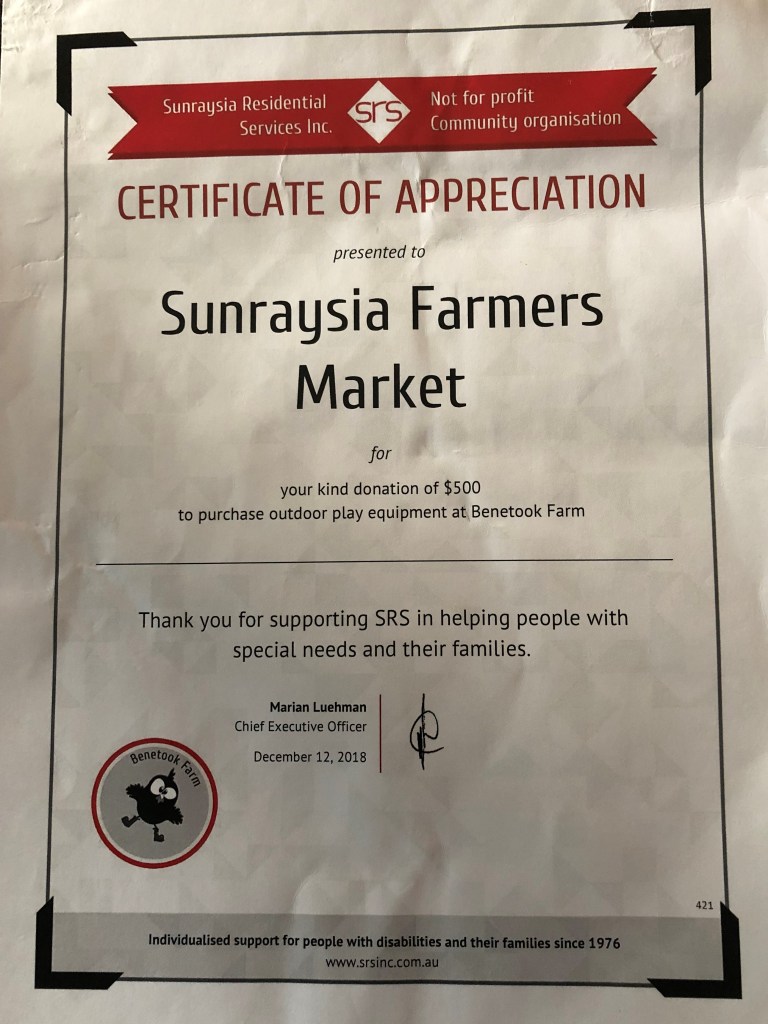 Sunraysia Residential
Services Inc.
srs
Not for profit
Community organisation
CERTIFICATE OF APPRECIATION
presented to
Sunraysia Farmers
Market
for
your kind donation of $500
to purchase outdoor play equipment at Benetook Farm
Thank you for supporting SRS in helping people with
special needs and their families.
Marian Luehman
Chief Executive Officer
December 12, 2018
Benetook Farm
421
Individualised support for people with disabilities and their families since 1976
www.srsinc.com.au